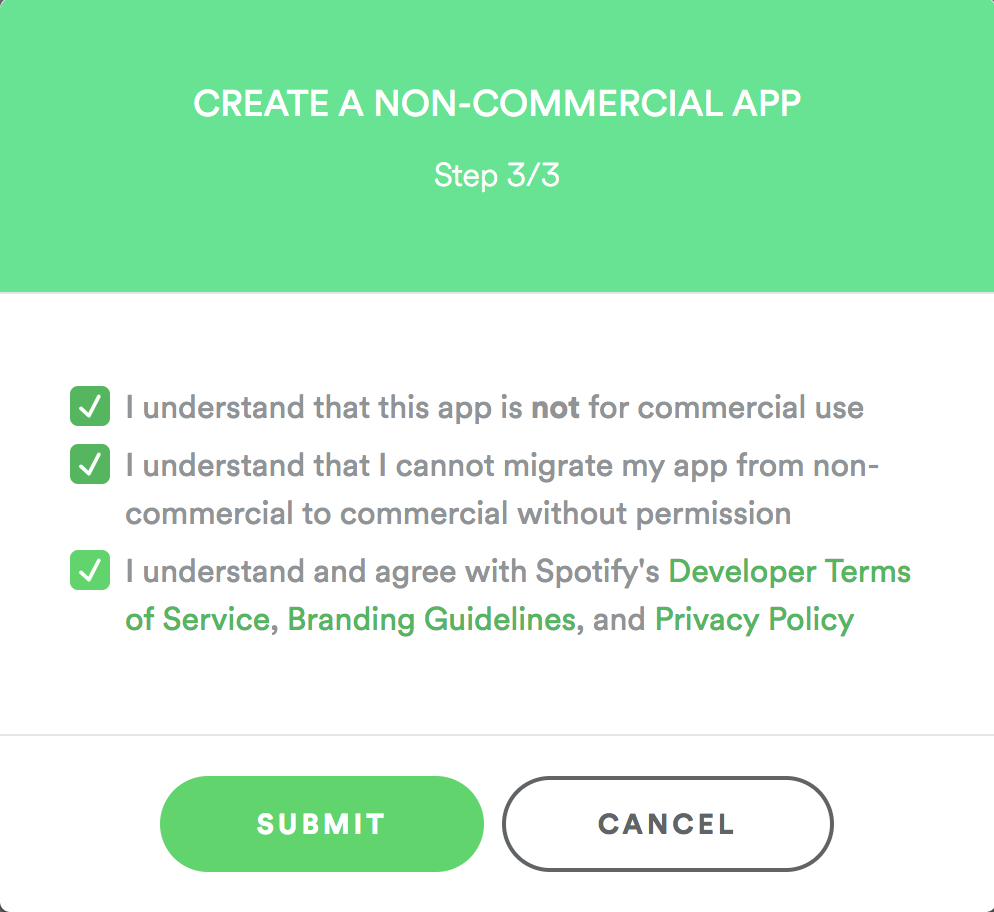 CREATE A NON-COMMERCIAL APP
Step 3/3
I understand that this app is not for commercial use
I understand that I cannot migrate my app from non-
commercial to commercial without permission
I understand and agree with Spotify's Developer Terms
of Service, Branding Guidelines, and Privacy Policy
SUBMIT
CANCEL